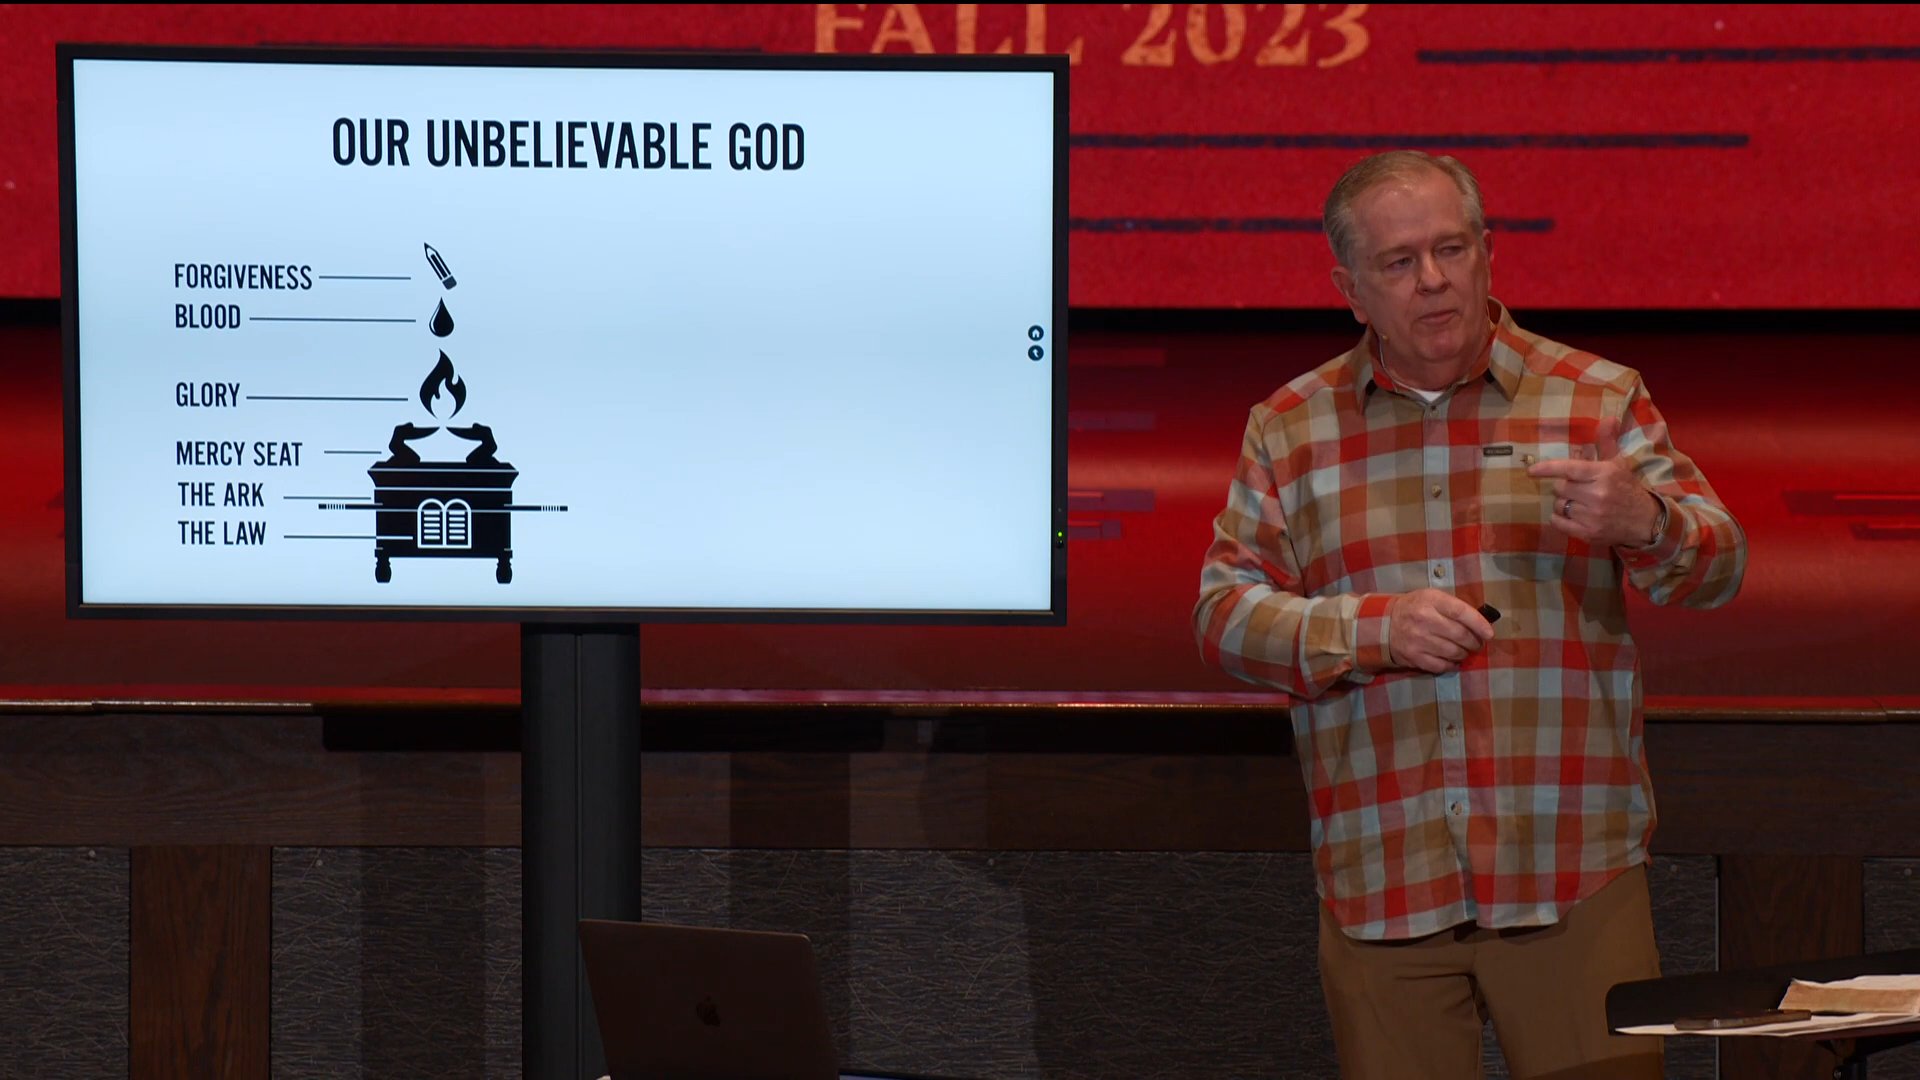 FALL 2023
OUR UNBELIEVABLE GOD
FORGIVENESS
BLOOD
GLORY
MERCY SEAT
THE ARK
THE LAW